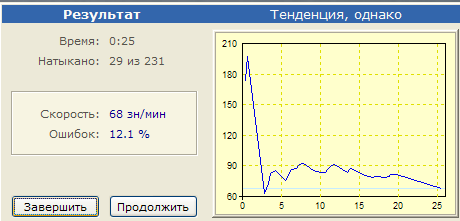 Результат
Тенденция, однако
Время: 0:25
Натыкано: 29 из 231
Скорость: 68 зн/мин
Ошибок: 12.1 %
Завершить
Продолжить
210
180
150
120
90
60
0
5
10
15
20
25